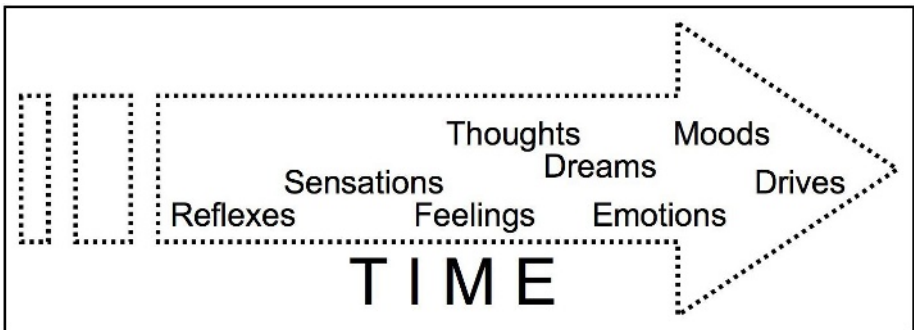 Thoughts Moods
Dreams
Sensations Drives
Reflexes Feelings Emotions
TIME